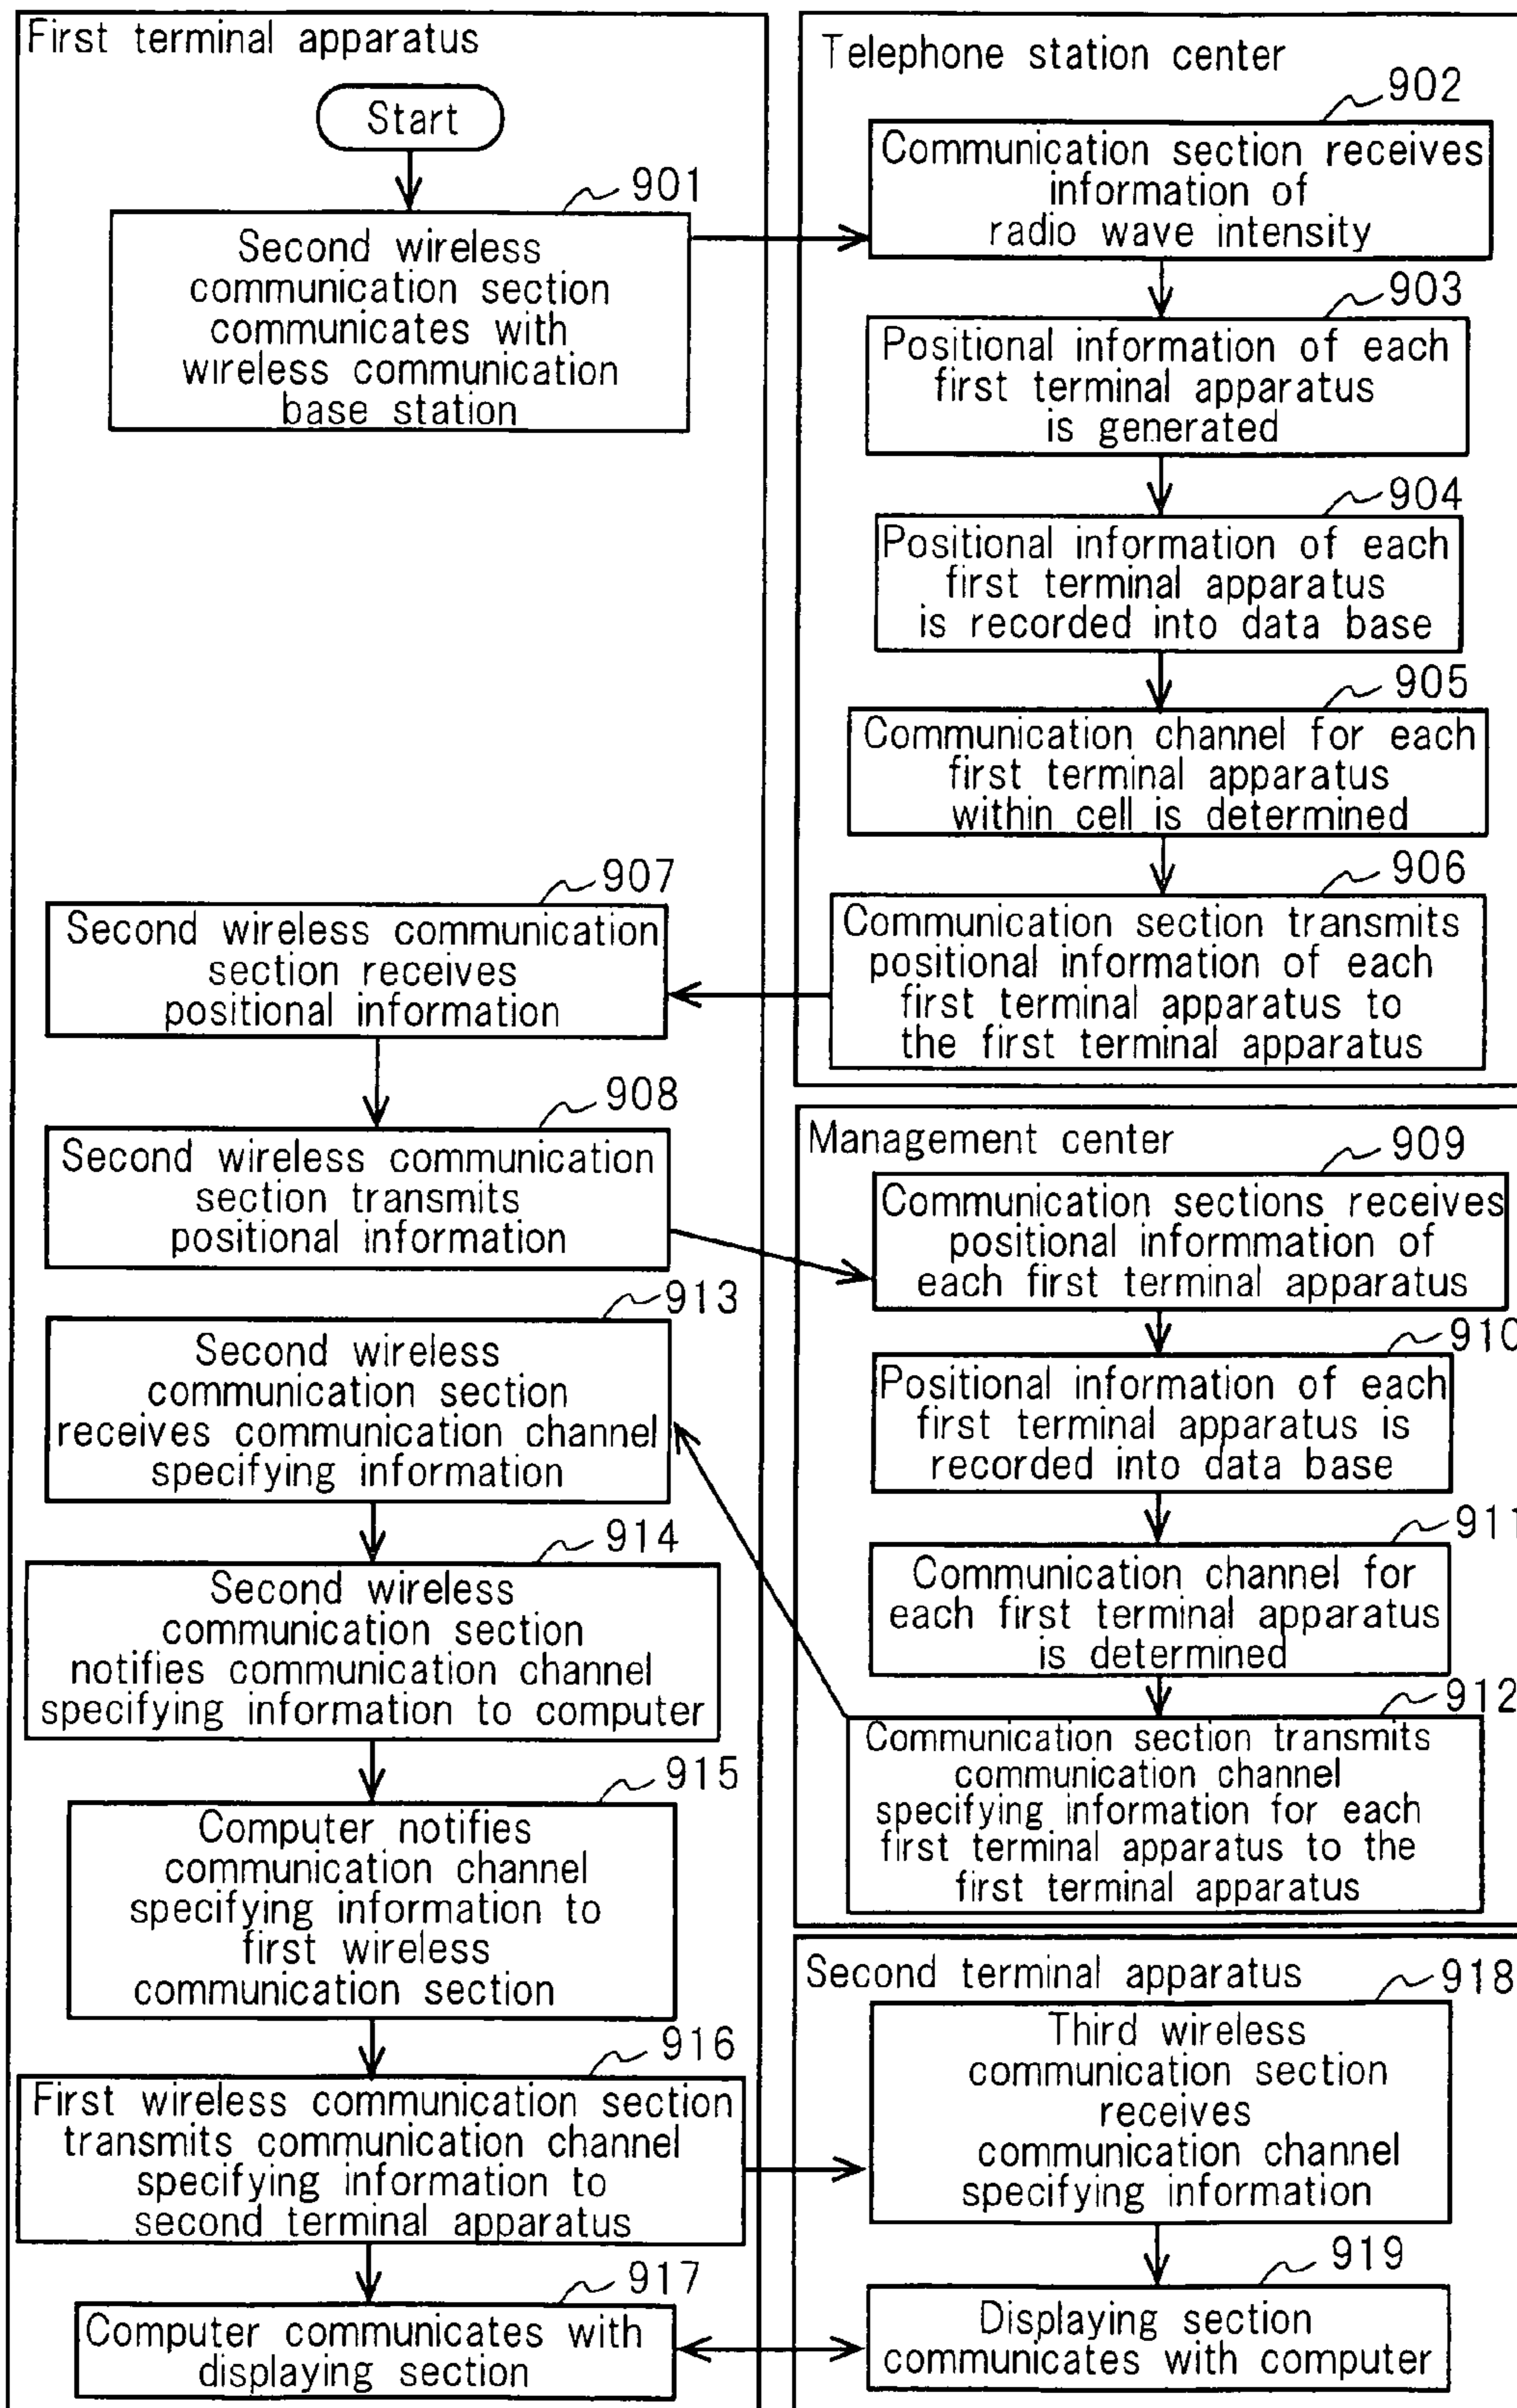 First terminal apparatus
Start
901
Second wireless
communication section
communicates with
wireless communication
base station
Telephone station center
902
Communication section receives
information of
radio wave intensity
903
Positional information of each
first terminal apparatus
is generated
904
Positional information of each
first terminal apparatus
is recorded into data base
905
Communication channel for each
first terminal apparatus
within cell is determined
906
Communication section transmits
positional information of each
first terminal apparatus to
the first terminal apparatus
907
Second wireless communication
section receives
positional information
908
Second wireless communication
section transmits
positional information
Management center
909
Communication sections receives
positional informmation of
each first terminal apparatus
910
Positional information of each
first terminal apparatus is
recorded into data base
911
Communication channel for
each first terminal apparatus
is determined
912
Communication section transmits
communication channel
specifying information for each
first terminal apparatus to the
first terminal apparatus
913
Second wireless
communication section
receives communication channel
specifying information
914
Second wireless
communication section
notifies communication channel
specifying information to computer
915
Computer notifies
communication channel
specifying information to
first wireless
communication section
916
First wireless communication section
transmits communication channel
specifying information to
second terminal apparatus
917
Computer communicates with
displaying section
Second terminal apparatus
918
Third wireless
communication section
receives
communication channel
specifying information
919
Displaying section
communicates with computer